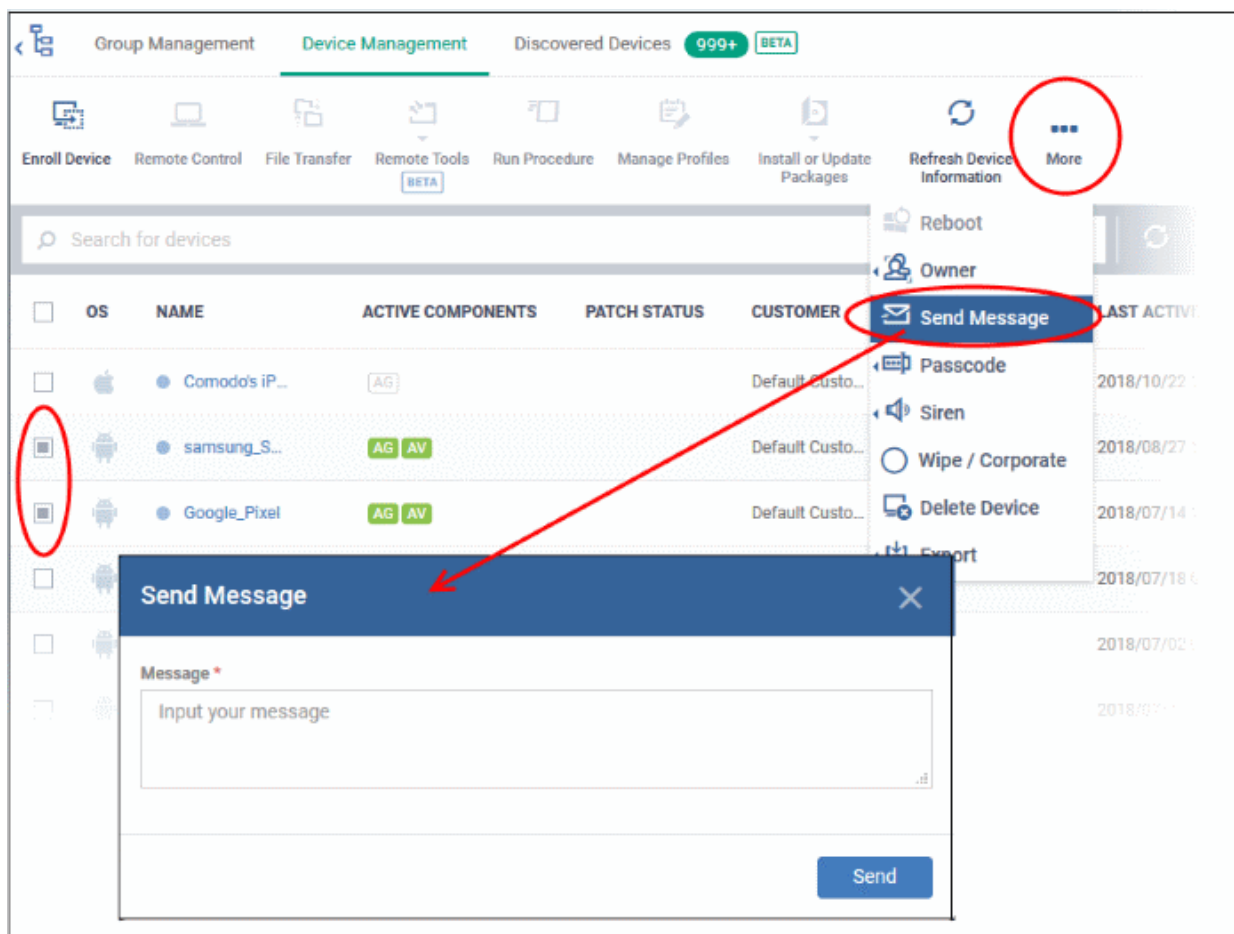 Group Management Device Management Discovered Devices 999+ BETA
Enroll Device Remote Control File Transfer Remote Tools Run Procedure Manage Profiles Install or Update Refresh Device More
BETA Packages Information
Search for devices
Reboot
Owner
OS NAME ACTIVE COMPONENTS PATCH STATUS CUSTOMER Send Message LAST ACTIVI
Passcode
Comodo's iP... AG Default Custo... 2018/10/22
Siren
samsung_S... AG AV Default Custo... 2018/08/27
Wipe / Corporate
Google_Pixel AG AV Default Custo... Delete Device 2018/07/14
Export
2018/07/18
Send Message
2018/07/02
Message *
Input your message
Send